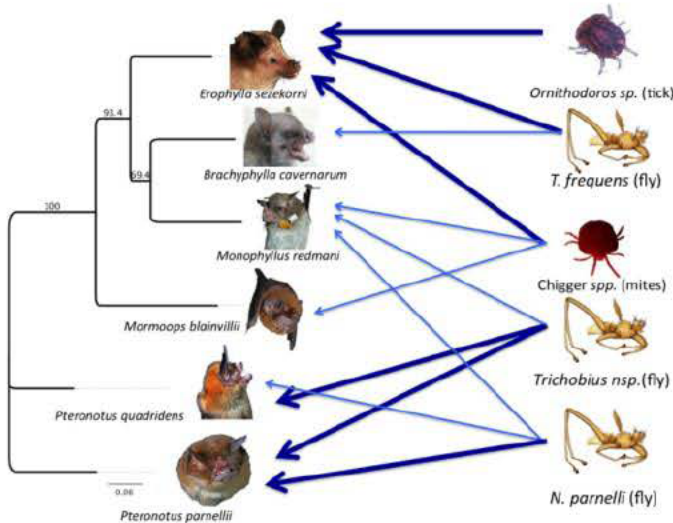 Erophylla sezekorni
Ornithodoros sp. (tick)
91.4
Brachyphylla cavernarum
T. frequens (fly)
69.4
100
Monophyllus redmani
Chigger spp. (mites)
Mormoops blainvillii
Trichobius nsp.(fly)
Pteronotus quadridens
0.06
N. parnelli (fly)
Pteronotus parnellii